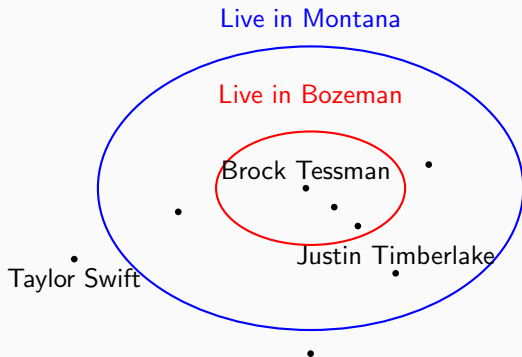 Live in Montana
Live in Bozeman
Brock Tessman
Justin Timberlake
Taylor Swift